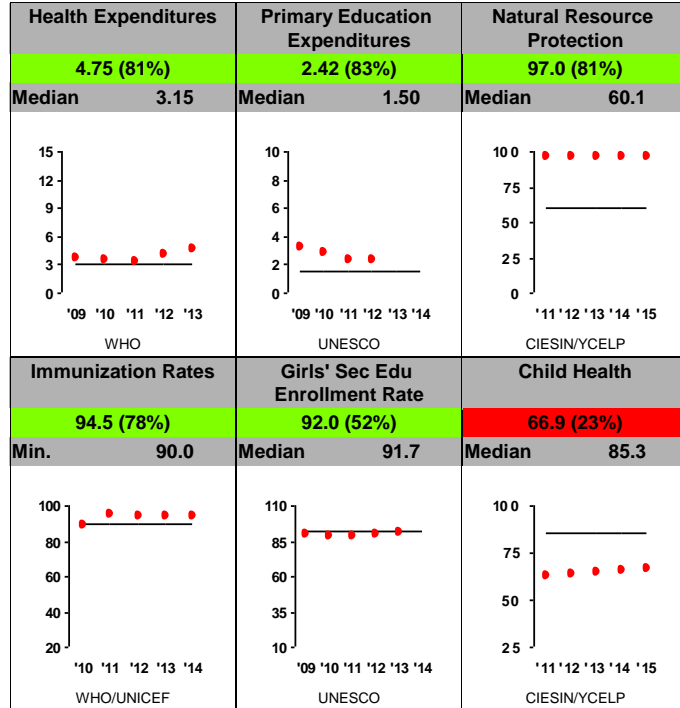 Health Expenditures
4.75 (81%)
Median 3.15
15
12
9
6
3
0
'09 '10 '11 '12 '13
WHO
Primary Education
Expenditures
2.42 (83%)
Median 1.50
10
8
6
4
2
0
'09 '10 '11 '12 '13 '14
UNESCO
Natural Resource
Protection
97.0 (81%)
Median 60.1
100
75
50
25
0
'11 '12 '13 '14 '15
CIESIN/YCELP
Immunization Rates
94.5 (78%)
Min. 90.0
100
80
60
40
20
'10 '11 '12 '13 '14
WHO/UNICEF
Girls' Sec Edu
Enrollment Rate
92.0 (52%)
Median 91.7
110
85
60
35
10
'09 '10 '11 '12 '13 '14
UNESCO
Child Health
66.9 (23%)
Median 85.3
100
75
50
25
'11 '12 '13 '14 '15
CIESIN/YCELP